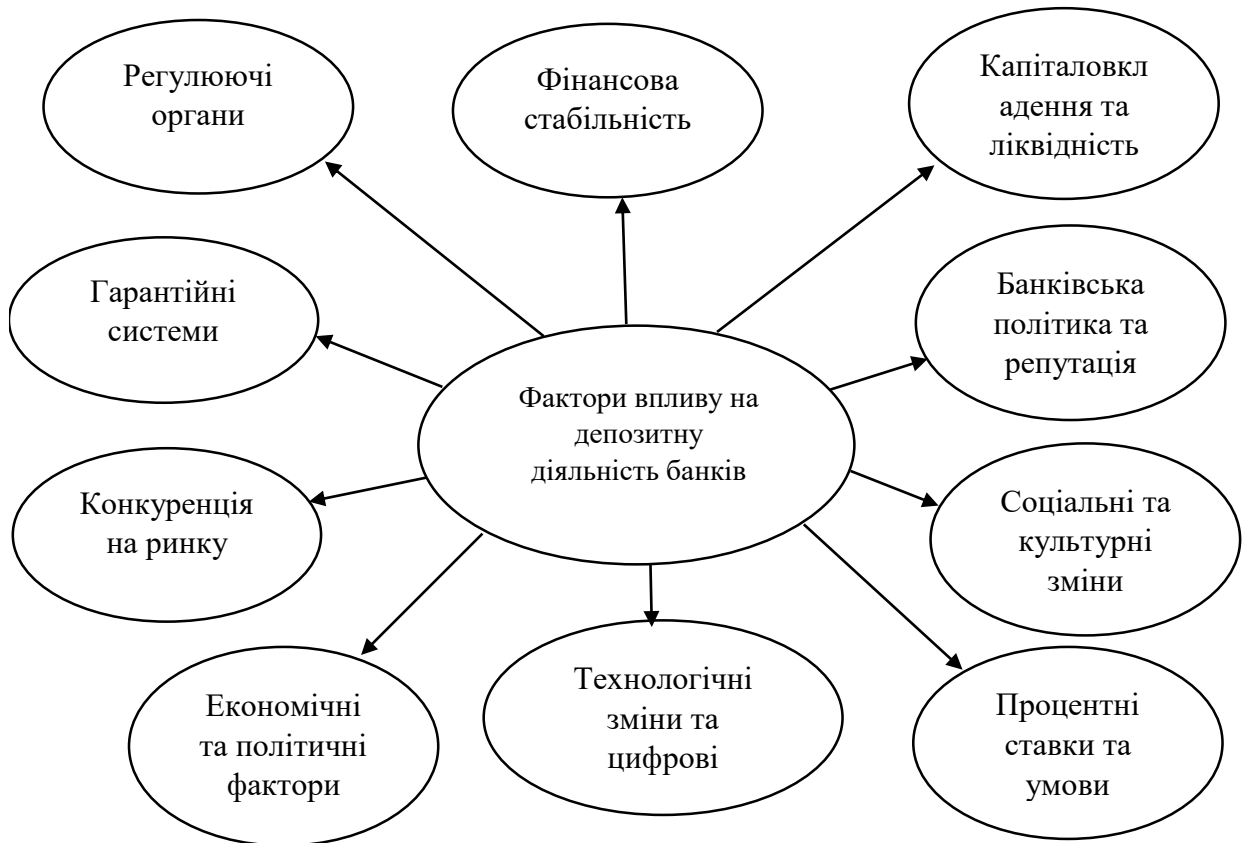 Регулюючі
органи
Фінансова
стабільність
Капіталовкл
адення та
ліквідність
Гарантійні
системи
Банківська
політика та
репутація
Фактори впливу на
депозитну
діяльність банків
Конкуренція
на ринку
Соціальні та
культурні
зміни
Економічні
та політичні
фактори
Технологічні
зміни та
цифрові
Процентні
ставки та
умови